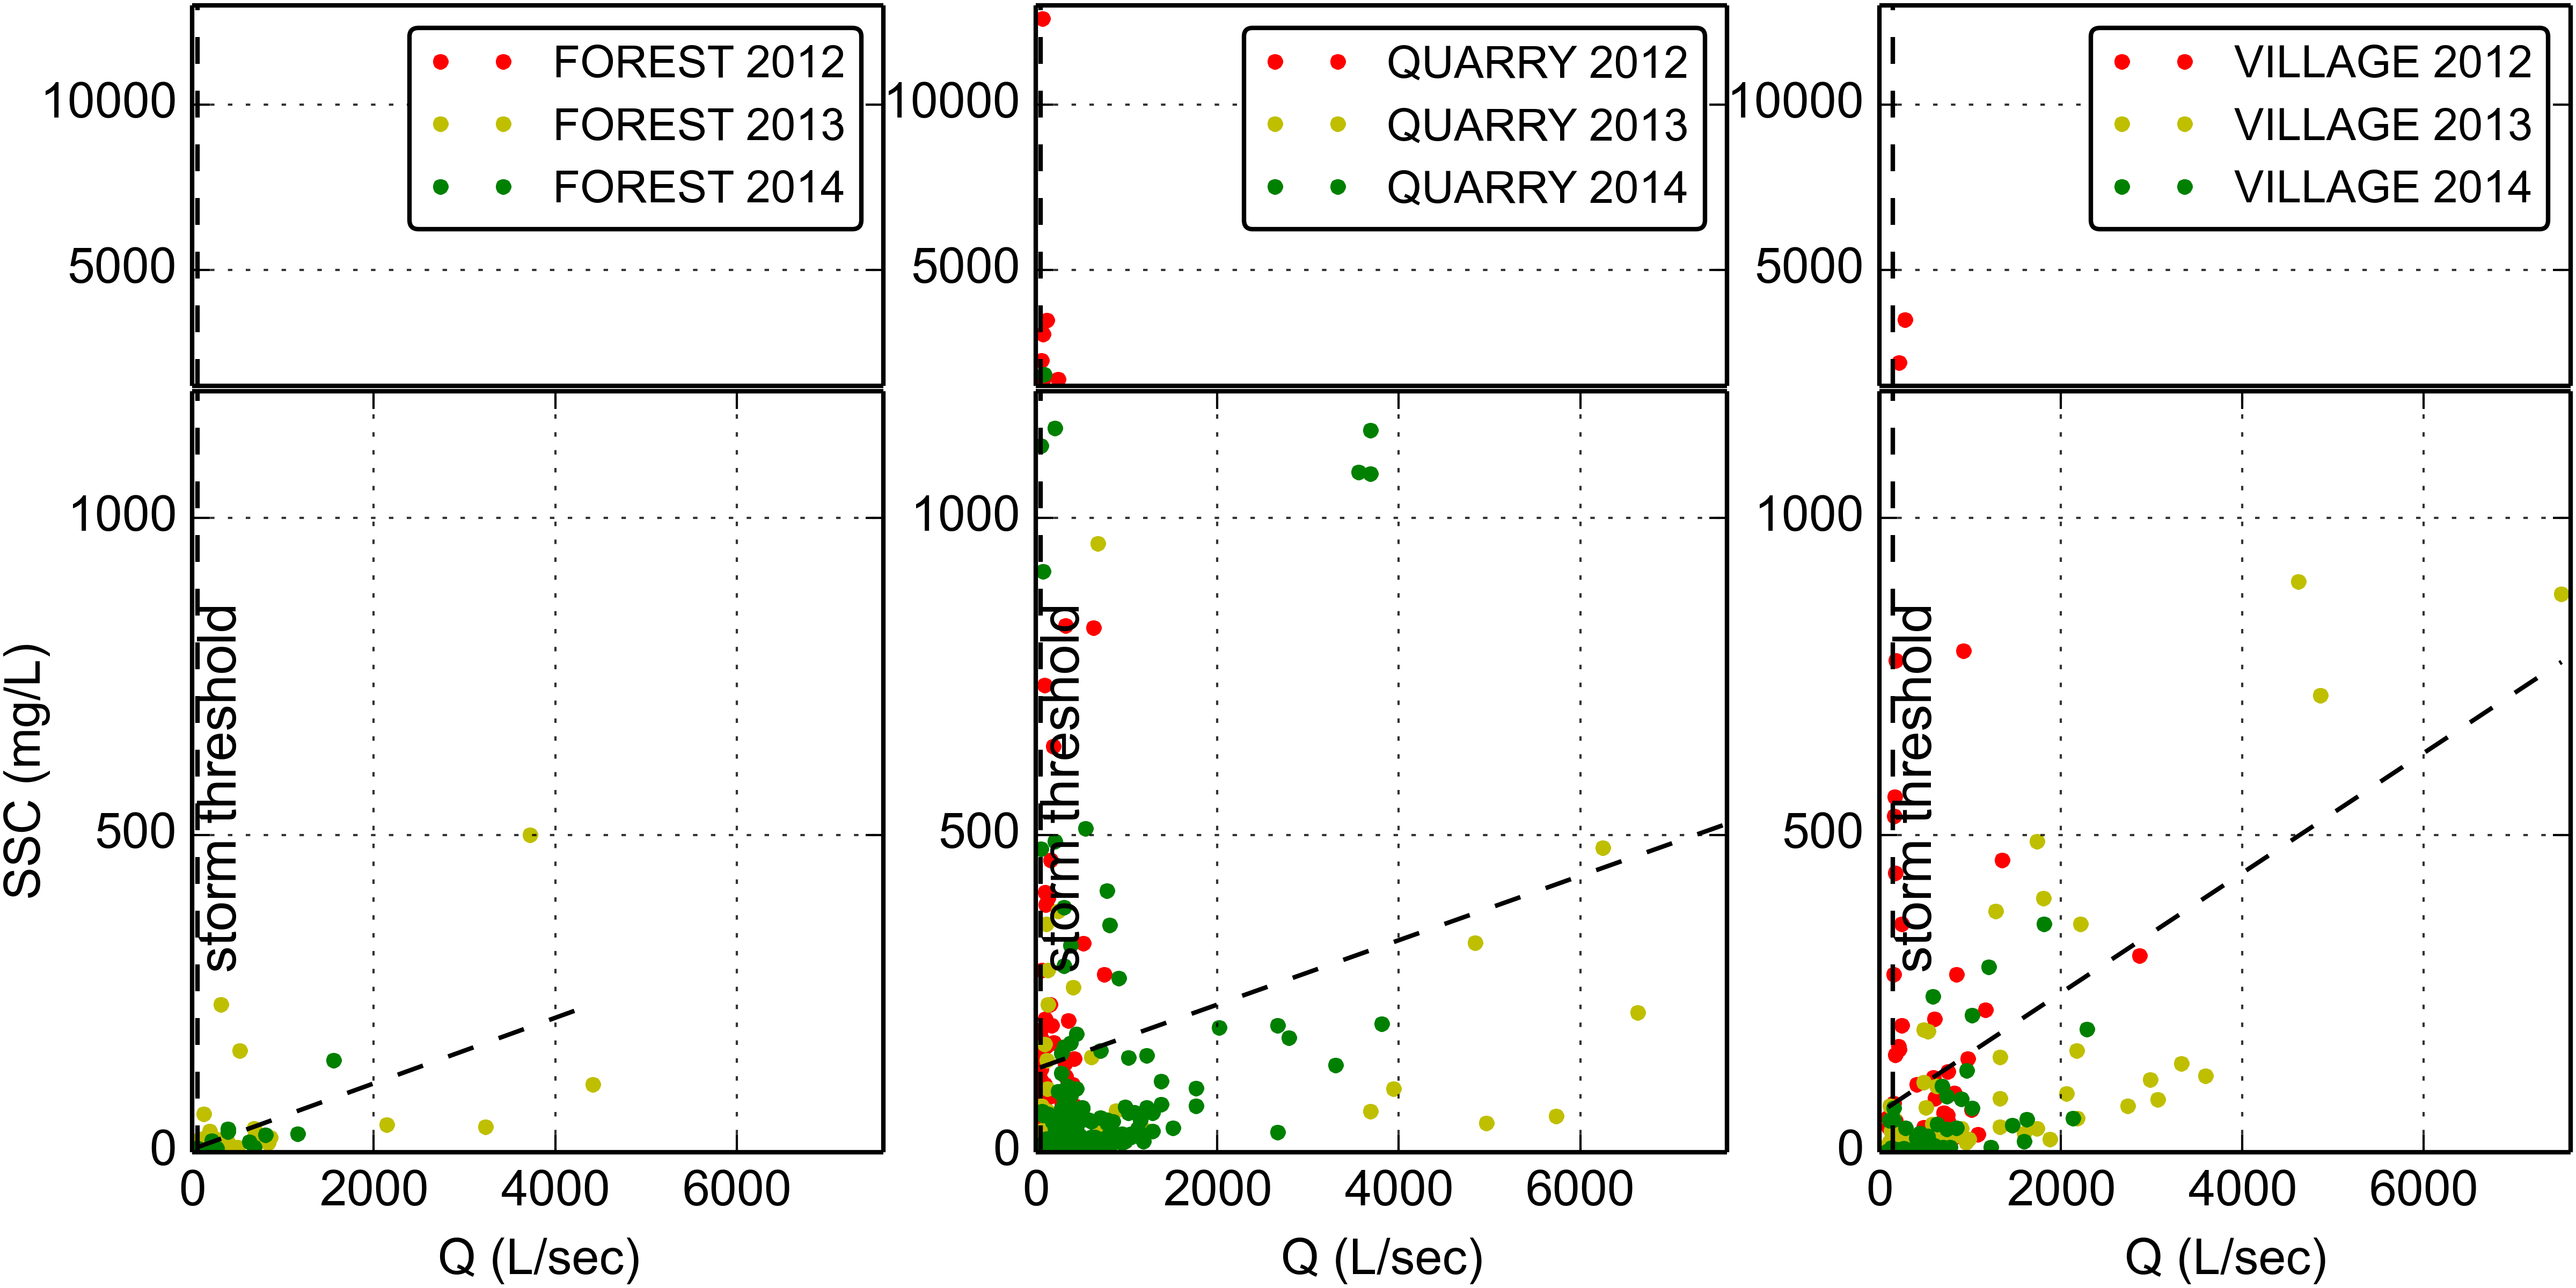 FOREST 2012
FOREST 2013
FOREST 2014
10000
5000
1000
500
0
SSC (mg/L)
storm threshold
0 2000 4000 6000
Q (L/sec)
QUARRY 2012
QUARRY 2013
QUARRY 2014
10000
5000
1000
500
0
storm threshold
0 2000 4000 6000
Q (L/sec)
VILLAGE 2012
VILLAGE 2013
VILLAGE 2014
10000
5000
1000
500
0
storm threshold
0 2000 4000 6000
Q (L/sec)